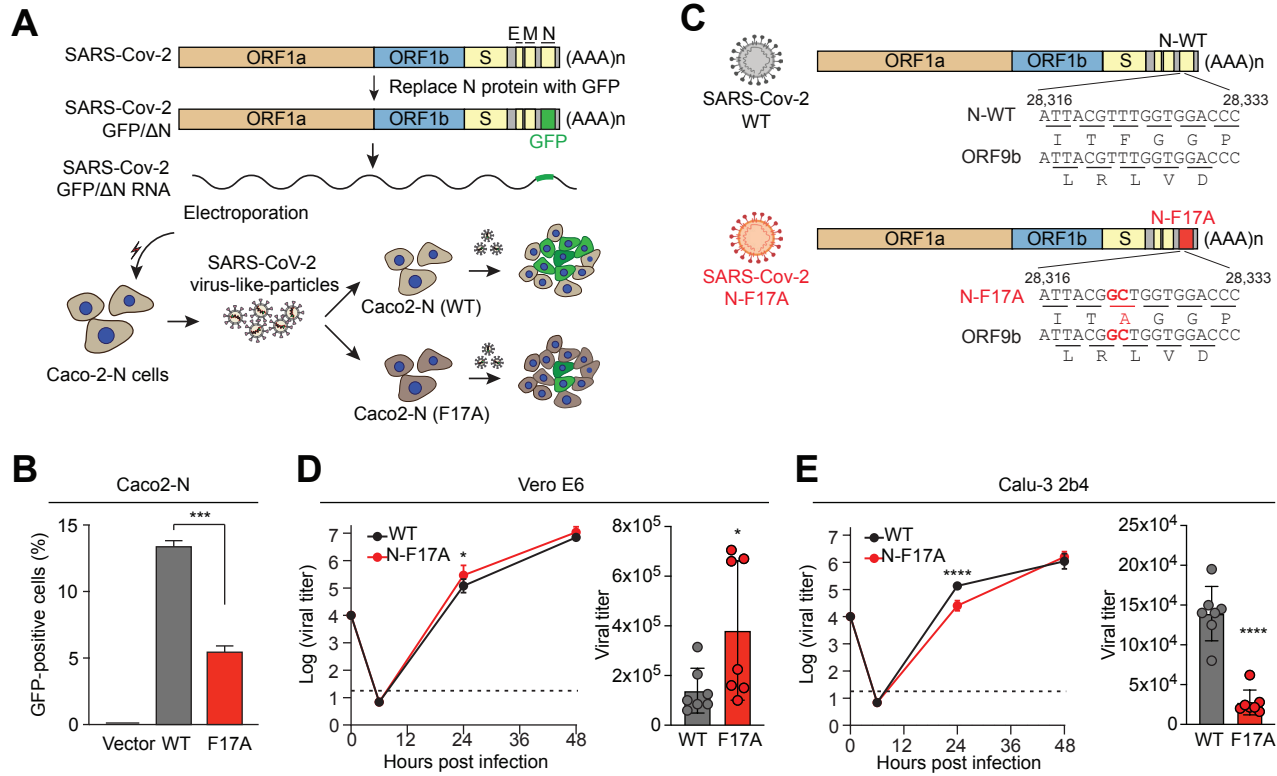 A
E M N
SARS-Cov-2
ORF1a
ORF1b
S
(AAA)n
Replace N protein with GFP
SARS-Cov-2
GFP/ΔN
ORF1a
ORF1b
S
(AAA)n
GFP
SARS-Cov-2
GFP/ΔN RNA
Electroporation
SARS-CoV-2
virus-like-particles
Caco-2-N cells
Caco2-N (WT)
Caco2-N (F17A)
C
SARS-Cov-2
WT
N-WT
ORF1a
ORF1b
S
(AAA)n
28,316
28,333
N-WT
ATTACGTTTGGTGGACCC
I T F G G P
ORF9b
ATTACGTTTGGTGGACCC
L R L V D
SARS-Cov-2
N-F17A
N-F17A
ORF1a
ORF1b
S
(AAA)n
28,316
28,333
N-F17A
ATTACGGCTGGTGGACCC
I T A G G P
ORF9b
ATTACGGCTGGTGGACCC
L R L V D
B
Caco2-N
GFP-positive cells (%)
15
10
5
0
***
Vector WT F17A
D
Vero E6
Log (viral titer)
7
6
5
4
3
2
1
0
WT
N-F17A
*
0 12 24 36 48
Hours post infection
Viral titer
8x10⁵
6x10⁵
4x10⁵
2x10⁵
0
*
WT F17A
E
Calu-3 2b4
Log (viral titer)
7
6
5
4
3
2
1
0
WT
N-F17A
****
0 12 24 36 48
Hours post infection
Viral titer
25x10⁴
20x10⁴
15x10⁴
10x10⁴
5x10⁴
0
****
WT F17A